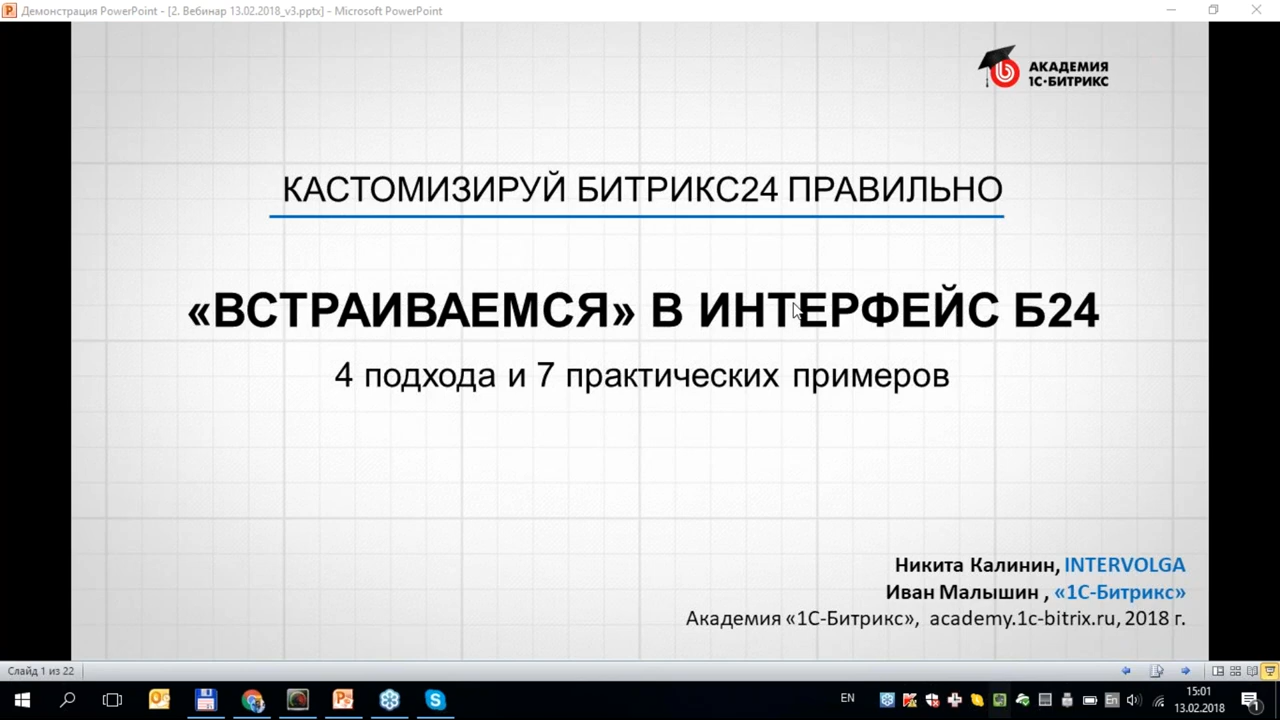 Демонстрация PowerPoint - [2. Вебинар 13.02.2018_v3.pptx] - Microsoft PowerPoint
АКАДЕМИЯ
1С-БИТРИКС
КАСТОМИЗИРУЙ БИТРИКС24 ПРАВИЛЬНО
«ВСТРАИВАЕМСЯ» В ИНТЕРФЕЙС Б24
4 подхода и 7 практических примеров
Никита Калинин, INTERVOLGA
Иван Малышин , «1С-Битрикс»
Академия «1С-Битрикс», academy.1c-bitrix.ru, 2018 г.
Слайд 1 из 22
EN
En
15:01
13.02.2018
1